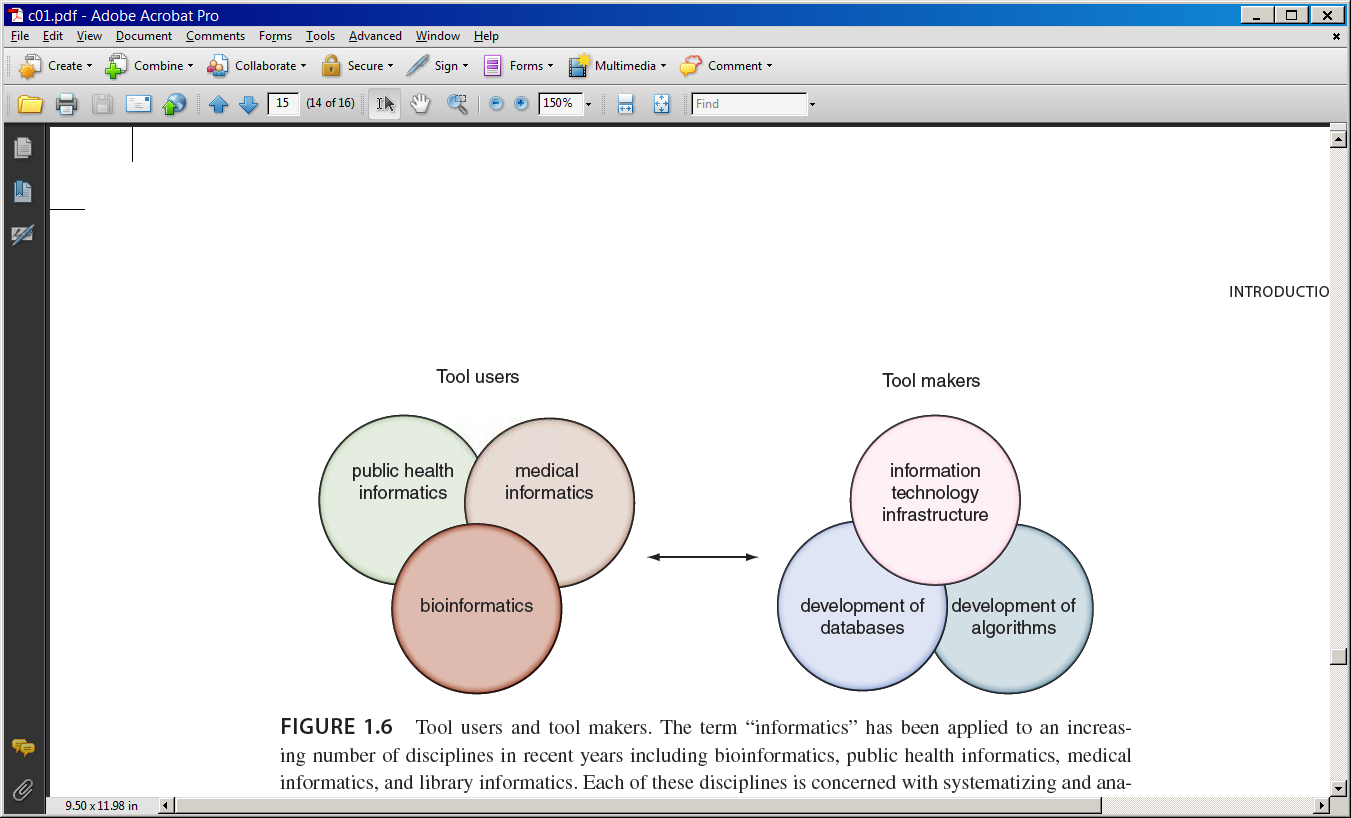 c01.pdf - Adobe Acrobat Pro
File Edit View Document Comments Forms Tools Advanced Window Help
Create Combine Collaborate Secure Sign Forms Multimedia Comment
15 (14 of 16) 150% Find
INTRODUCTIO
Tool users
Tool makers
public health
informatics
medical
informatics
bioinformatics
information
technology
infrastructure
development of
databases
development of
algorithms
FIGURE 1.6 Tool users and tool makers. The term “informatics” has been applied to an increas-
ing number of disciplines in recent years including bioinformatics, public health informatics, medical
informatics, and library informatics. Each of these disciplines is concerned with systematizing and ana-
9.50 x 11.98 in